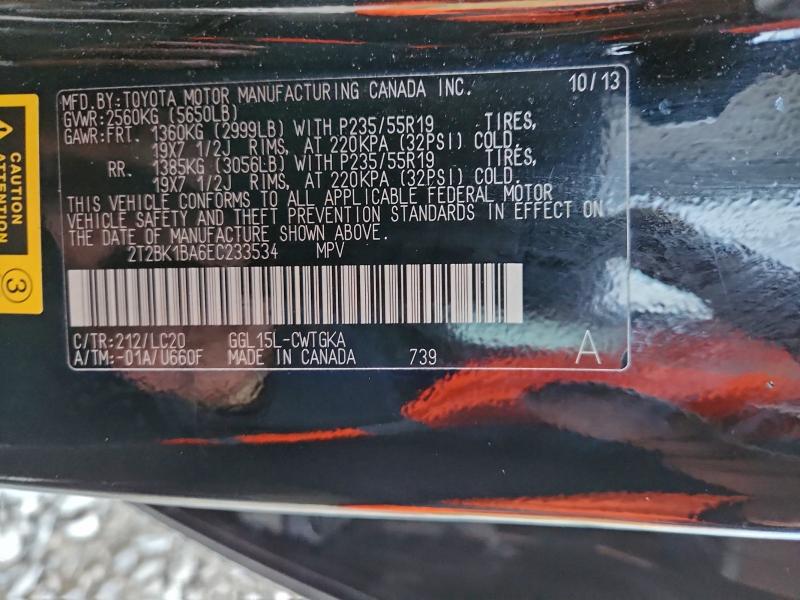 MFD.BY:TOYOTA MOTOR MANUFACTURING CANADA INC. 10/13
GVWR:2560KG (5650LB)
GAWR:FRT. 1360KG (2999LB) WITH P235/55R19 TIRES,
19X7 1/2J RIMS, AT 220KPA (32PSI) COLD.
RR. 1385KG (3056LB) WITH P235/55R19 TIRES,
19X7 1/2J RIMS, AT 220KPA (32PSI) COLD.
THIS VEHICLE CONFORMS TO ALL APPLICABLE FEDERAL MOTOR
VEHICLE SAFETY AND THEFT PREVENTION STANDARDS IN EFFECT ON
THE DATE OF MANUFACTURE SHOWN ABOVE.
2T2BK1BA6EC233534 MPV
C/TR:212/LC20 GGL15L-CWTGKA
A/TM:-01A/U660F MADE IN CANADA 739 A
CAUTION
ATTENTION
3